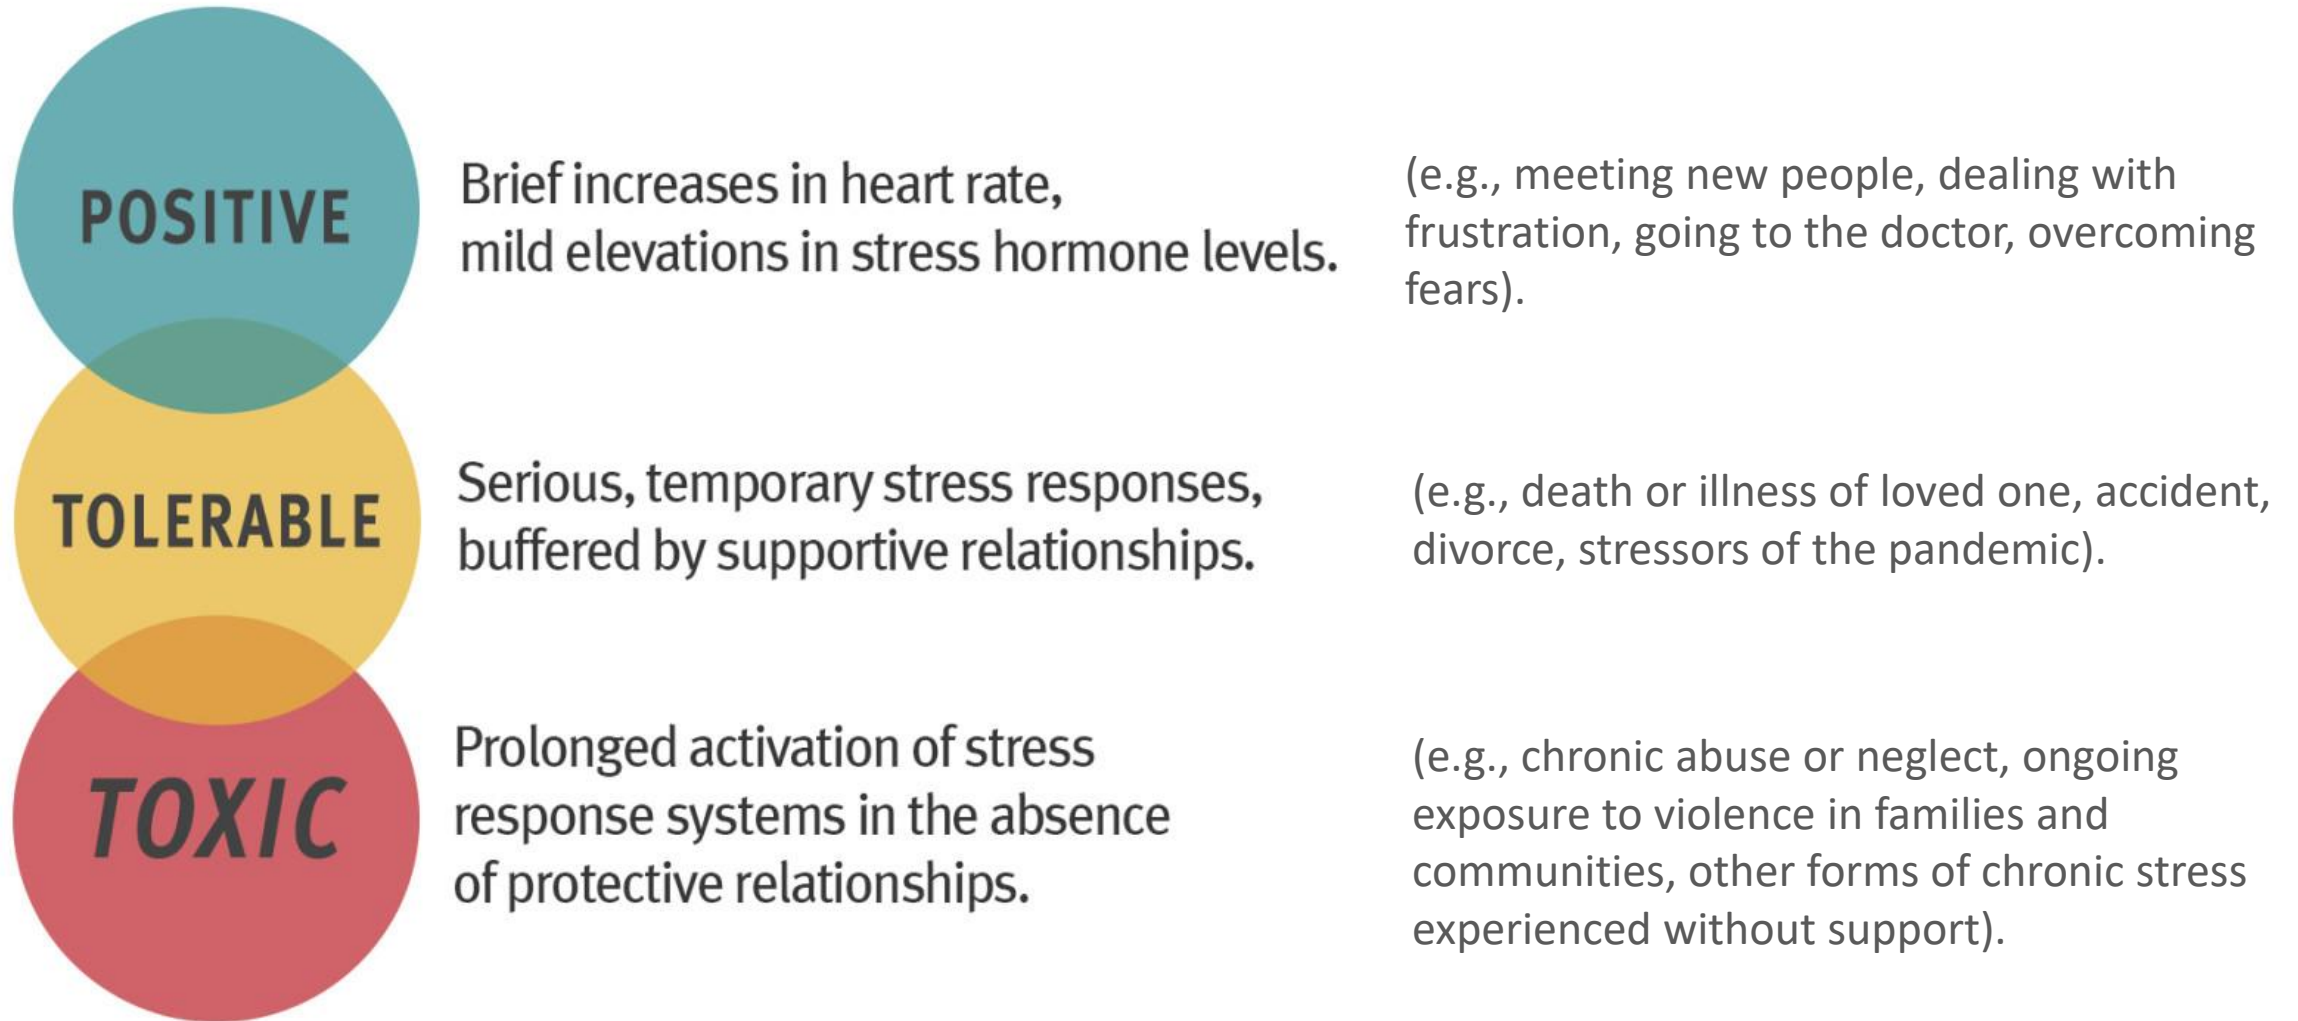 POSITIVE
Brief increases in heart rate,
mild elevations in stress hormone levels.
(e.g., meeting new people, dealing with
frustration, going to the doctor, overcoming
fears).
TOLERABLE
Serious, temporary stress responses,
buffered by supportive relationships.
(e.g., death or illness of loved one, accident,
divorce, stressors of the pandemic).
TOXIC
Prolonged activation of stress
response systems in the absence
of protective relationships.
(e.g., chronic abuse or neglect, ongoing
exposure to violence in families and
communities, other forms of chronic stress
experienced without support).